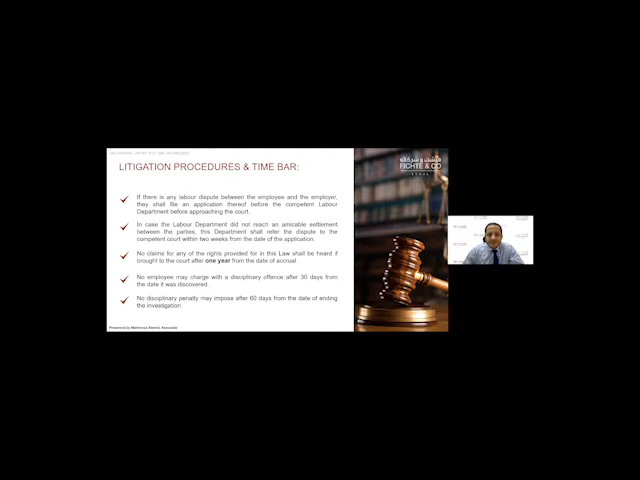 LITIGATION PROCEDURES & TIME BAR:
If there is any labour dispute between the employee and the employer,
they shall file an application thereof before the competent Labour
Department before approaching the court.
In case the Labour Department did not reach an amicable settlement
between the parties, this Department shall refer the dispute to the
competent court within two weeks from the date of the application.
No claims for any of the rights provided for in this Law shall be heard if
brought to the court after one year from the date of accrual.
No employee may charge with a disciplinary offence after 30 days from
the date it was discovered.
No disciplinary penalty may impose after 60 days from the date of ending
the investigation.
Presented by Mahmoud Associate
فيشت و شركاه
FICHTE & CO
LEGAL